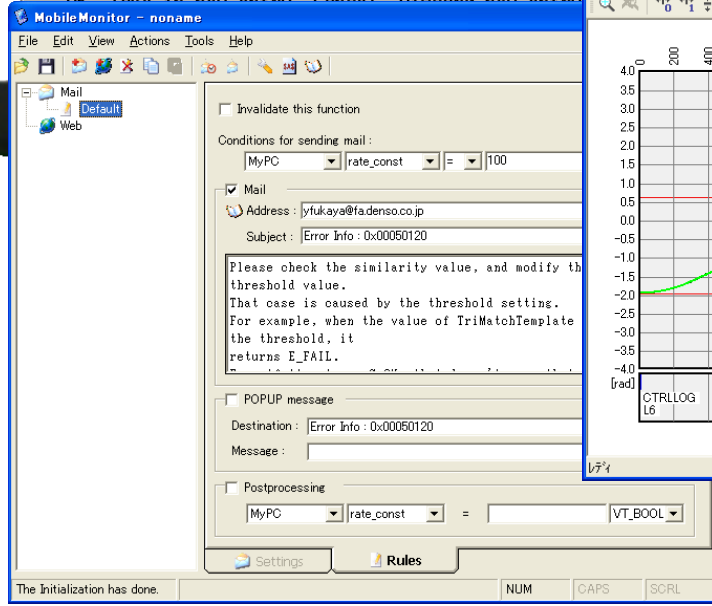 MobileMonitor - noname
File Edit View Actions Tools Help
Mail
Default
Web
Invalidate this function
Conditions for sending mail :
MyPC rate_const = 100
Mail
Address : yfukaya@fa.denso.co.jp
Subject : Error Info : 0x00050120
Please check the similarity value, and modify th
threshold value.
That case is caused by the threshold setting.
For example, when the value of TriMatchTemplate
the threshold, it
returns E_FAIL.
POPUP message
Destination : Error Info : 0x00050120
Message :
Postprocessing
MyPC rate_const = VT_BOOL
Settings Rules
The Initialization has done. NUM CAPS SCRL
0 200 400
4.0
3.5
3.0
2.5
2.0
1.5
1.0
0.5
0.0
-0.5
-1.0
-1.5
-2.0
-2.5
-3.0
-3.5
-4.0
[rad]
CTRLLOG
L6
レディ